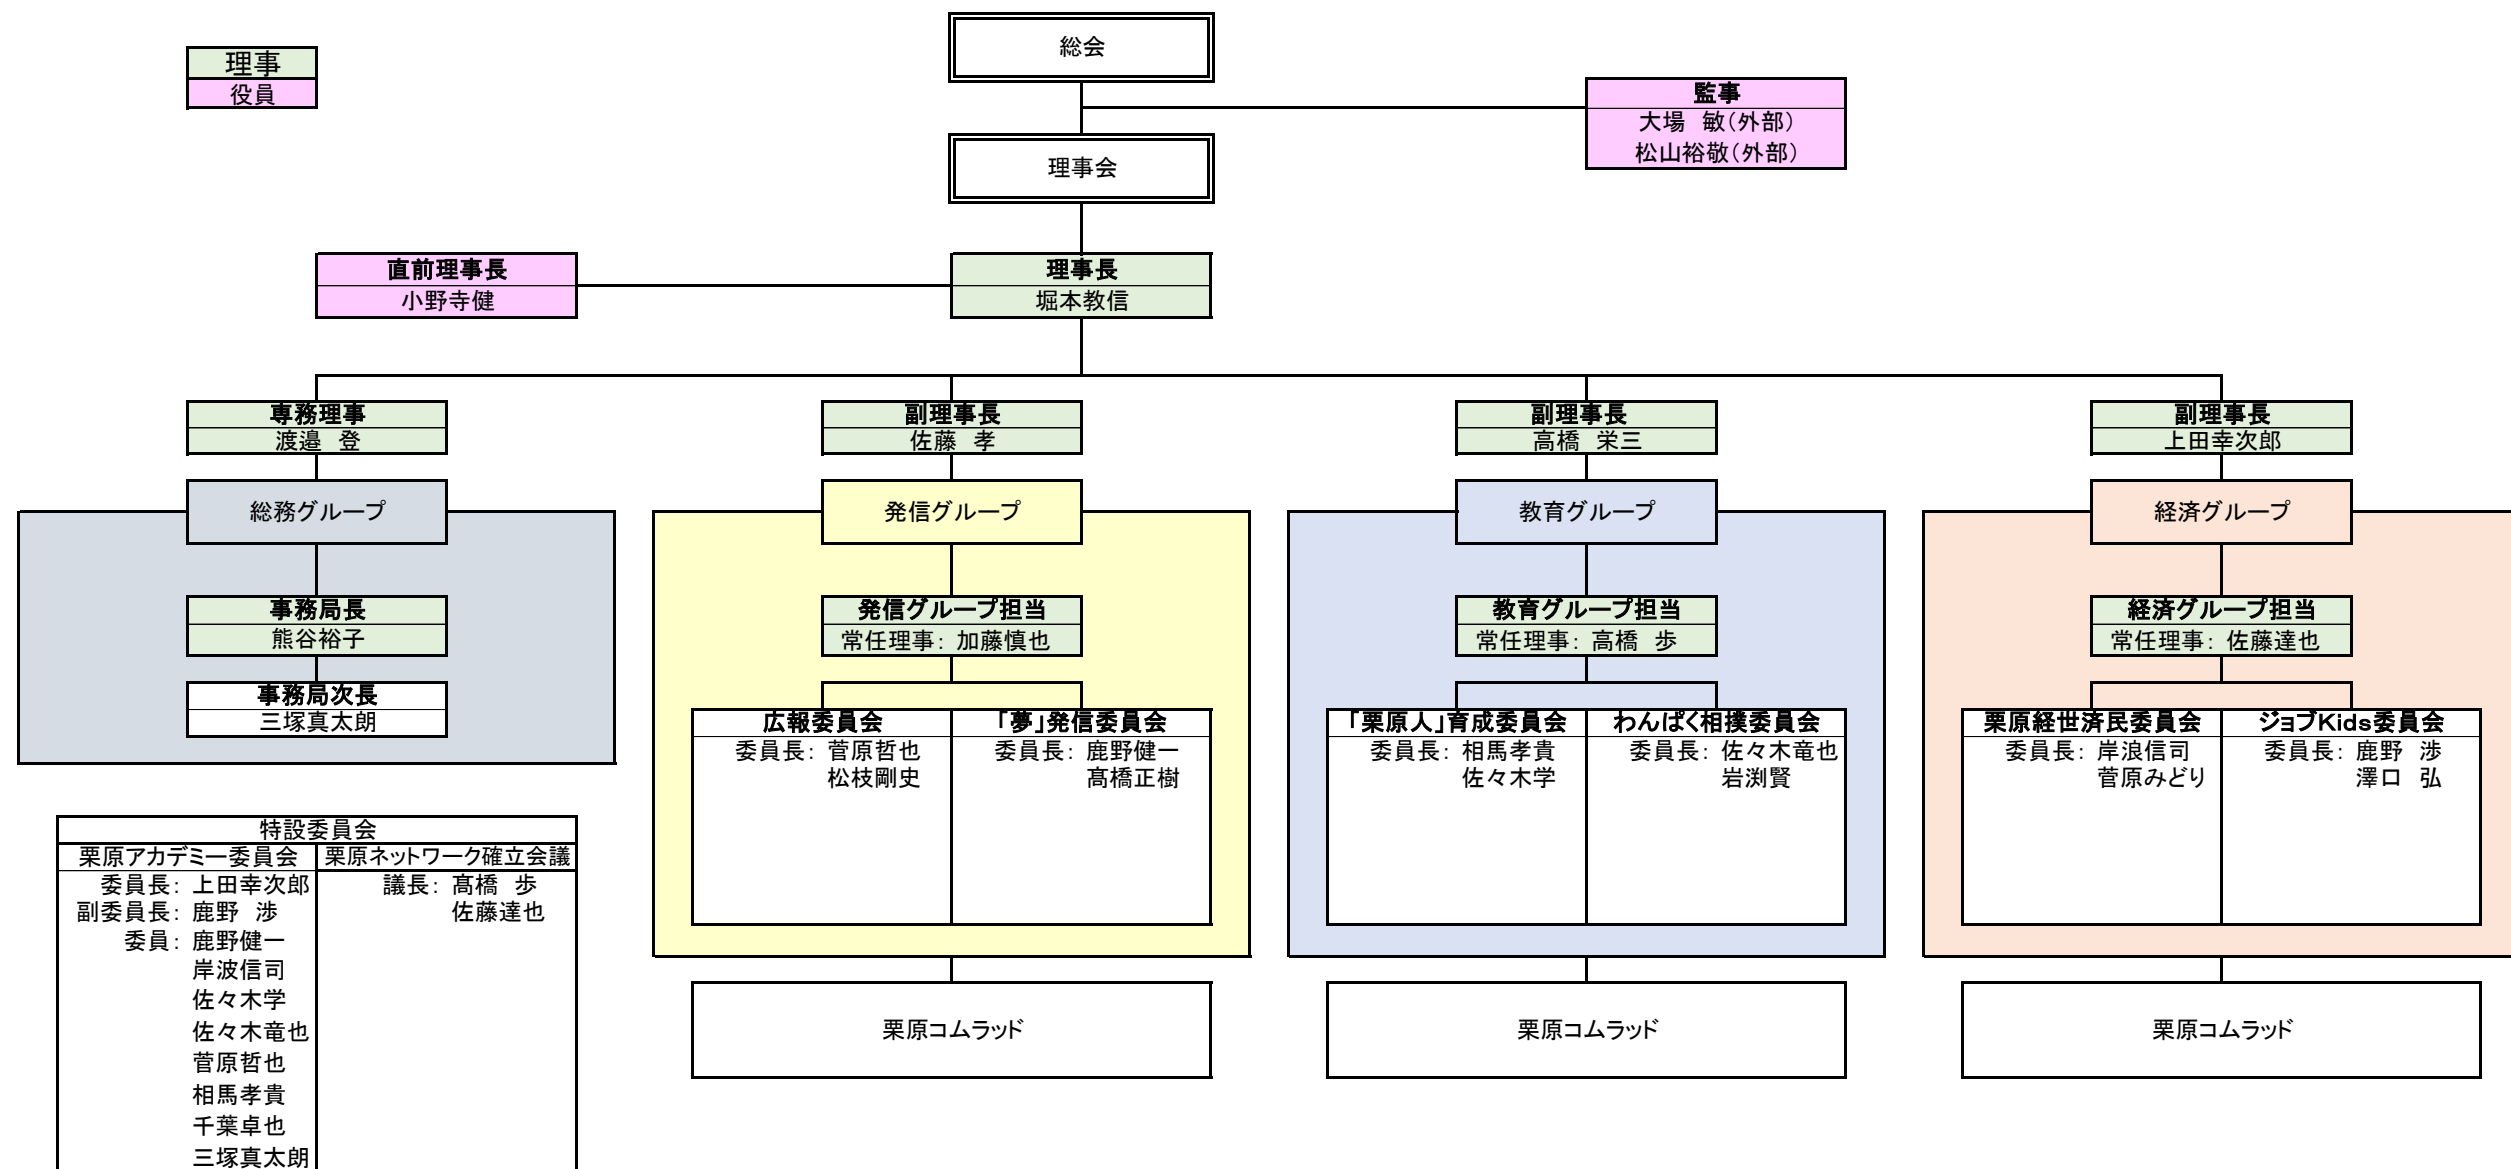 総会
理事
役員
監事
大場　敏（外部）
松山裕敬（外部）
理事会
直前理事長
小野寺健
理事長
堀本教信
専務理事
渡邉　登
副理事長
佐藤　孝
副理事長
高橋　栄三
副理事長
上田幸次郎
総務グループ
発信グループ
教育グループ
経済グループ
事務局長
熊谷裕子
発信グループ担当
常任理事：加藤慎也
教育グループ担当
常任理事：高橋　歩
経済グループ担当
常任理事：佐藤達也
事務局次長
三塚真太朗
広報委員会
委員長：菅原哲也
松枝剛史
「夢」発信委員会
委員長：鹿野健一
髙橋正樹
「栗原人」育成委員会
委員長：相馬孝貴
佐々木学
わんぱく相撲委員会
委員長：佐々木竜也
岩渕賢
栗原経世済民委員会
委員長：岸浪信司
菅原みどり
ジョブKids委員会
委員長：鹿野　渉
澤口　弘
特設委員会
栗原アカデミー委員会
委員長：上田幸次郎
副委員長：鹿野　渉
委員：鹿野健一
岸波信司
佐々木学
佐々木竜也
菅原哲也
相馬孝貴
千葉卓也
三塚真太朗
栗原ネットワーク確立会議
議長：髙橋　歩
佐藤達也
栗原コムラッド
栗原コムラッド
栗原コムラッド